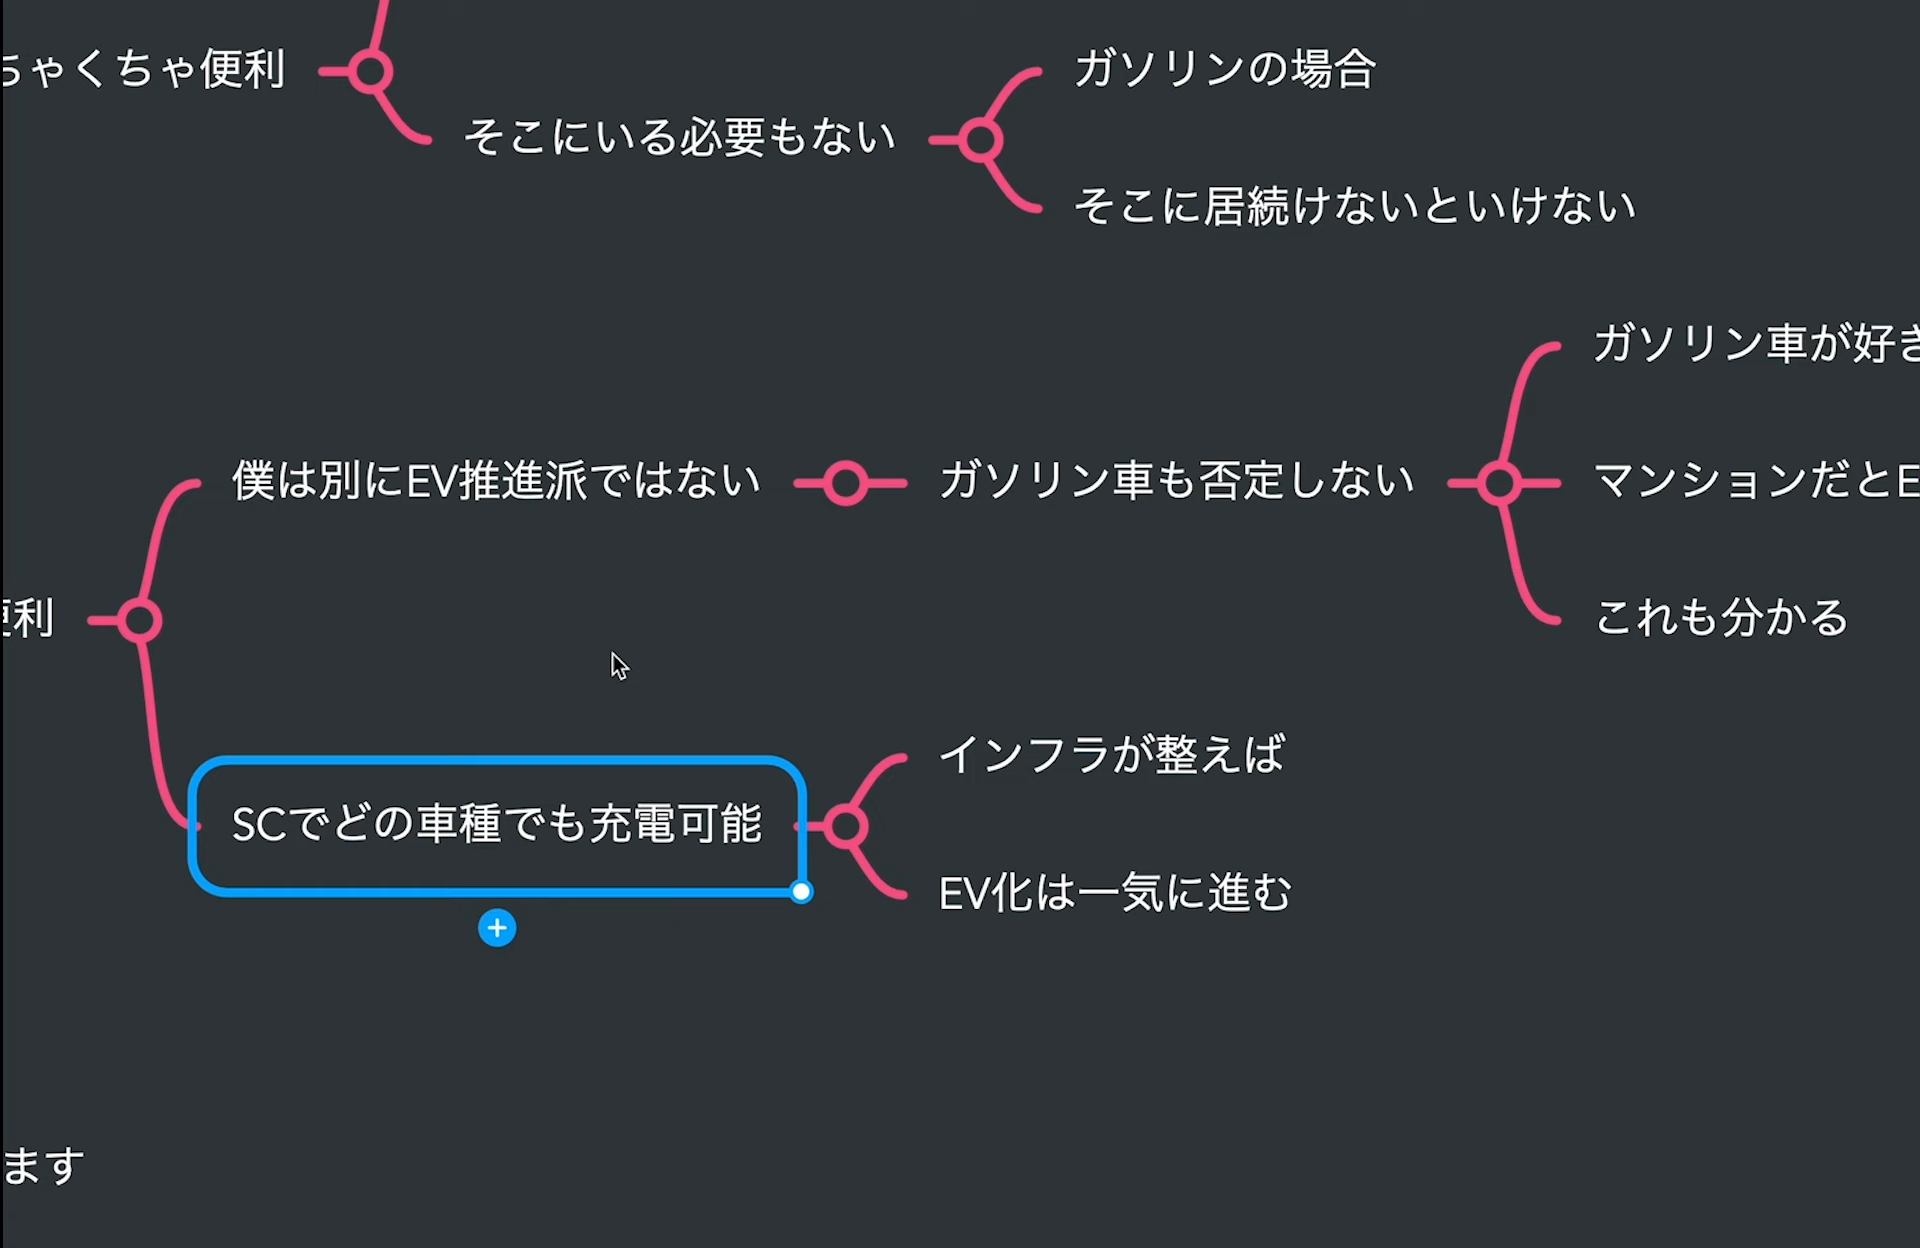 ちゃくちゃ便利
ガソリンの場合
そこにいる必要もない
そこに居続けないといけない
ガソリン車が好き
僕は別にEV推進派ではない
ガソリン車も否定しない
マンションだとE
便利
これも分かる
インフラが整えば
SCでどの車種でも充電可能
EV化は一気に進む
ます